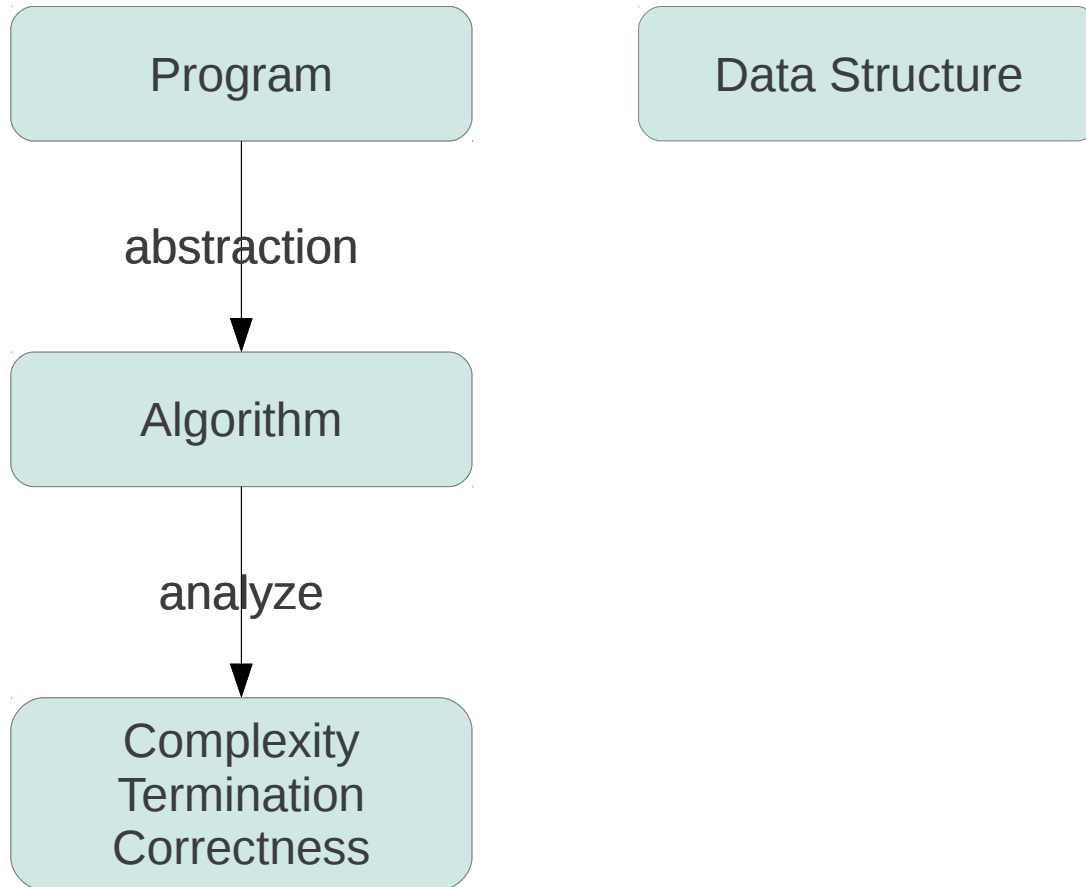 Program
Data Structure
abstraction
Algorithm
analyze
Complexity
Termination
Correctness